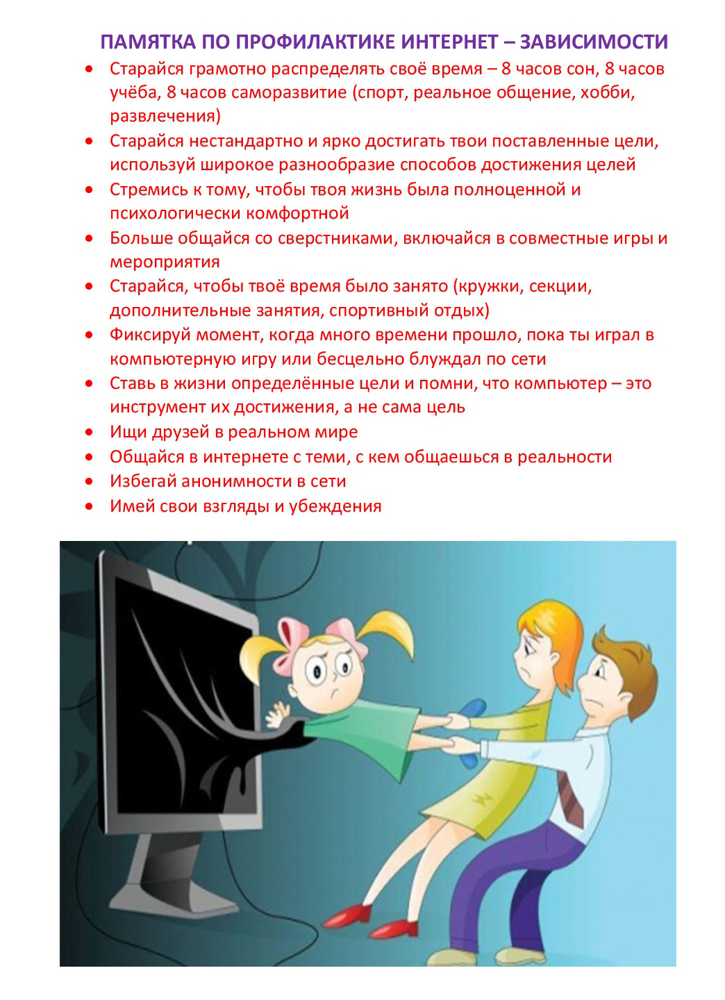 ПАМЯТКА ПО ПРОФИЛАКТИКЕ ИНТЕРНЕТ – ЗАВИСИМОСТИ
• Старайся грамотно распределять своё время – 8 часов сон, 8 часов
учёба, 8 часов саморазвитие (спорт, реальное общение, хобби,
развлечения)
• Старайся нестандартно и ярко достигать твои поставленные цели,
используй широкое разнообразие способов достижения целей
• Стремись к тому, чтобы твоя жизнь была полноценной и
психологически комфортной
• Больше общайся со сверстниками, включайся в совместные игры и
мероприятия
• Старайся, чтобы твоё время было занято (кружки, секции,
дополнительные занятия, спортивный отдых)
• Фиксируй момент, когда много времени прошло, пока ты играл в
компьютерную игру или бесцельно блуждал по сети
• Ставь в жизни определённые цели и помни, что компьютер – это
инструмент их достижения, а не сама цель
• Ищи друзей в реальном мире
• Общайся в интернете с теми, с кем общаешься в реальности
• Избегай анонимности в сети
• Имей свои взгляды и убеждения